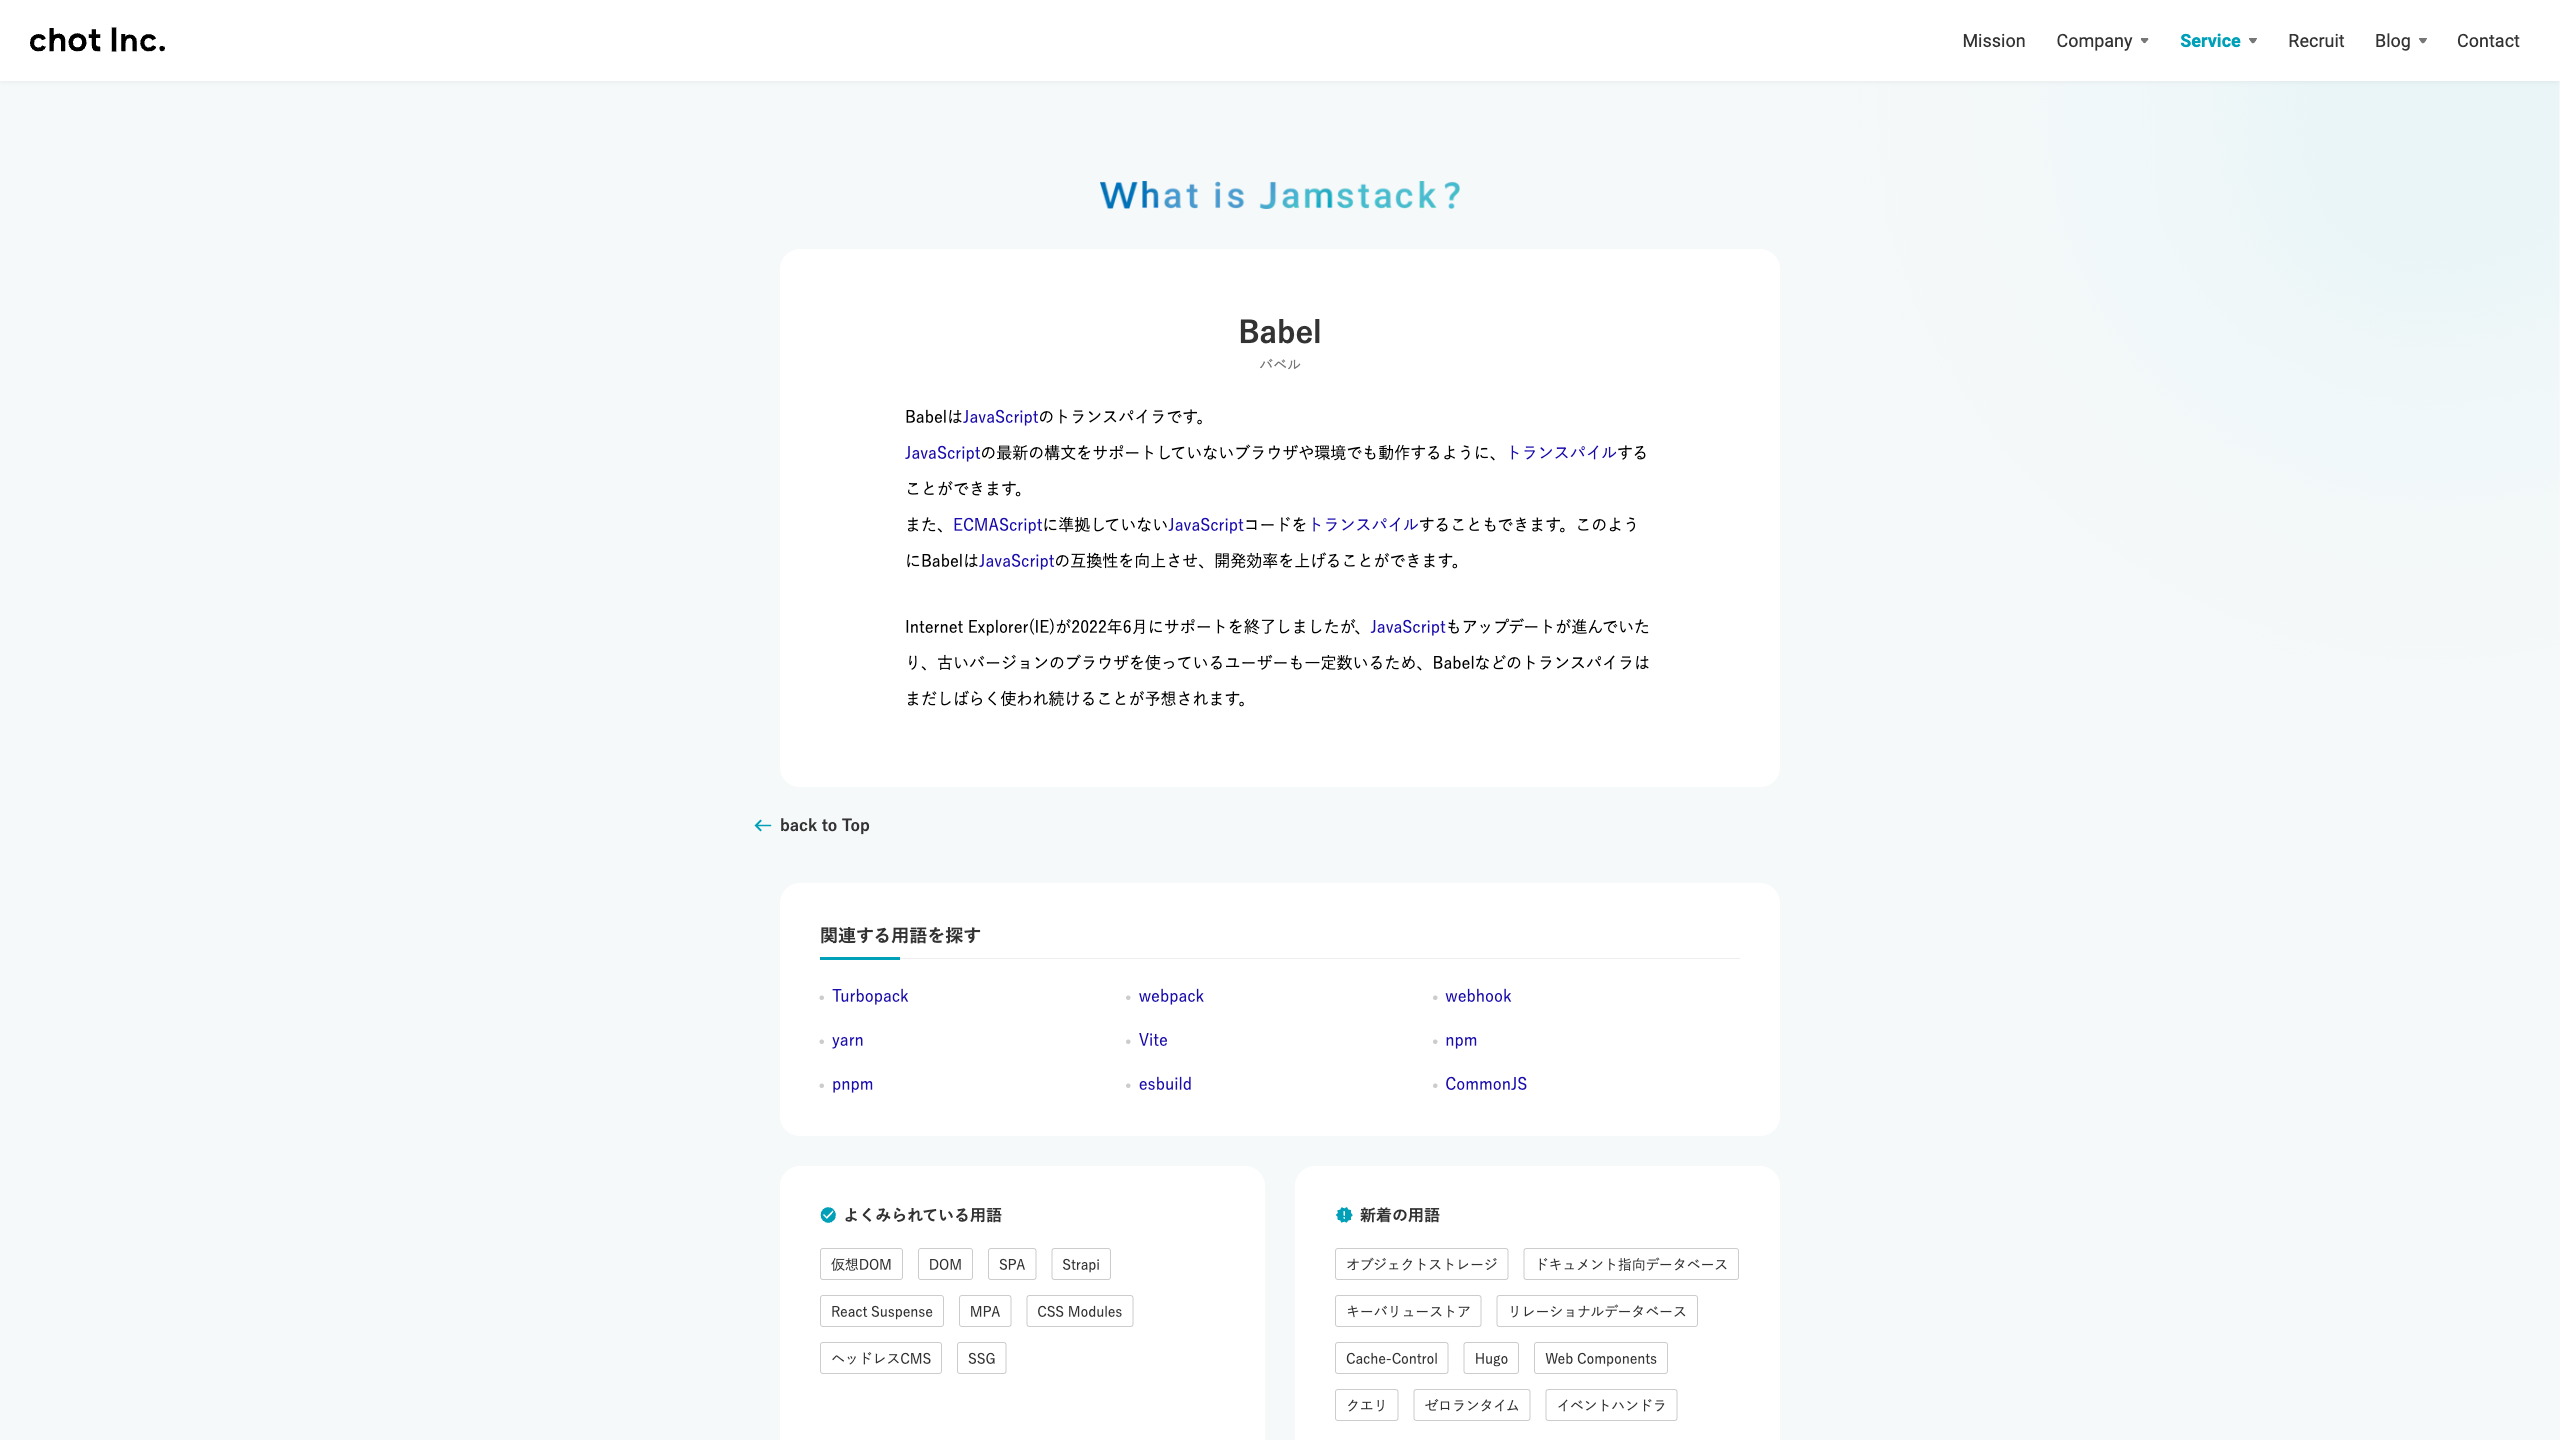 chot Inc.
Mission Company Service Recruit Blog Contact
What is Jamstack?
Babel
バベル
BabelはJavaScriptのトランスパイラです。
JavaScriptの最新の構文をサポートしていないブラウザや環境でも動作するように、トランスパイルする
ことができます。
また、ECMAScriptに準拠していないJavaScriptコードをトランスパイルすることもできます。このよう
にBabelはJavaScriptの互換性を向上させ、開発効率を上げることができます。
Internet Explorer(IE)が2022年6月にサポートを終了しましたが、JavaScriptもアップデートが進んでいた
り、古いバージョンのブラウザを使っているユーザーも一定数いるため、Babelなどのトランスパイラは
まだしばらく使われ続けることが予想されます。
back to Top
関連する用語を探す
Turbopack webpack webhook
yarn Vite npm
pnpm esbuild CommonJS
よくみられている用語
仮想DOM DOM SPA Strapi
React Suspense MPA CSS Modules
ヘッドレスCMS SSG
新着の用語
オブジェクトストレージ ドキュメント指向データベース
キーバリューストア リレーショナルデータベース
Cache-Control Hugo Web Components
クエリ ゼロランタイム イベントハンドラ